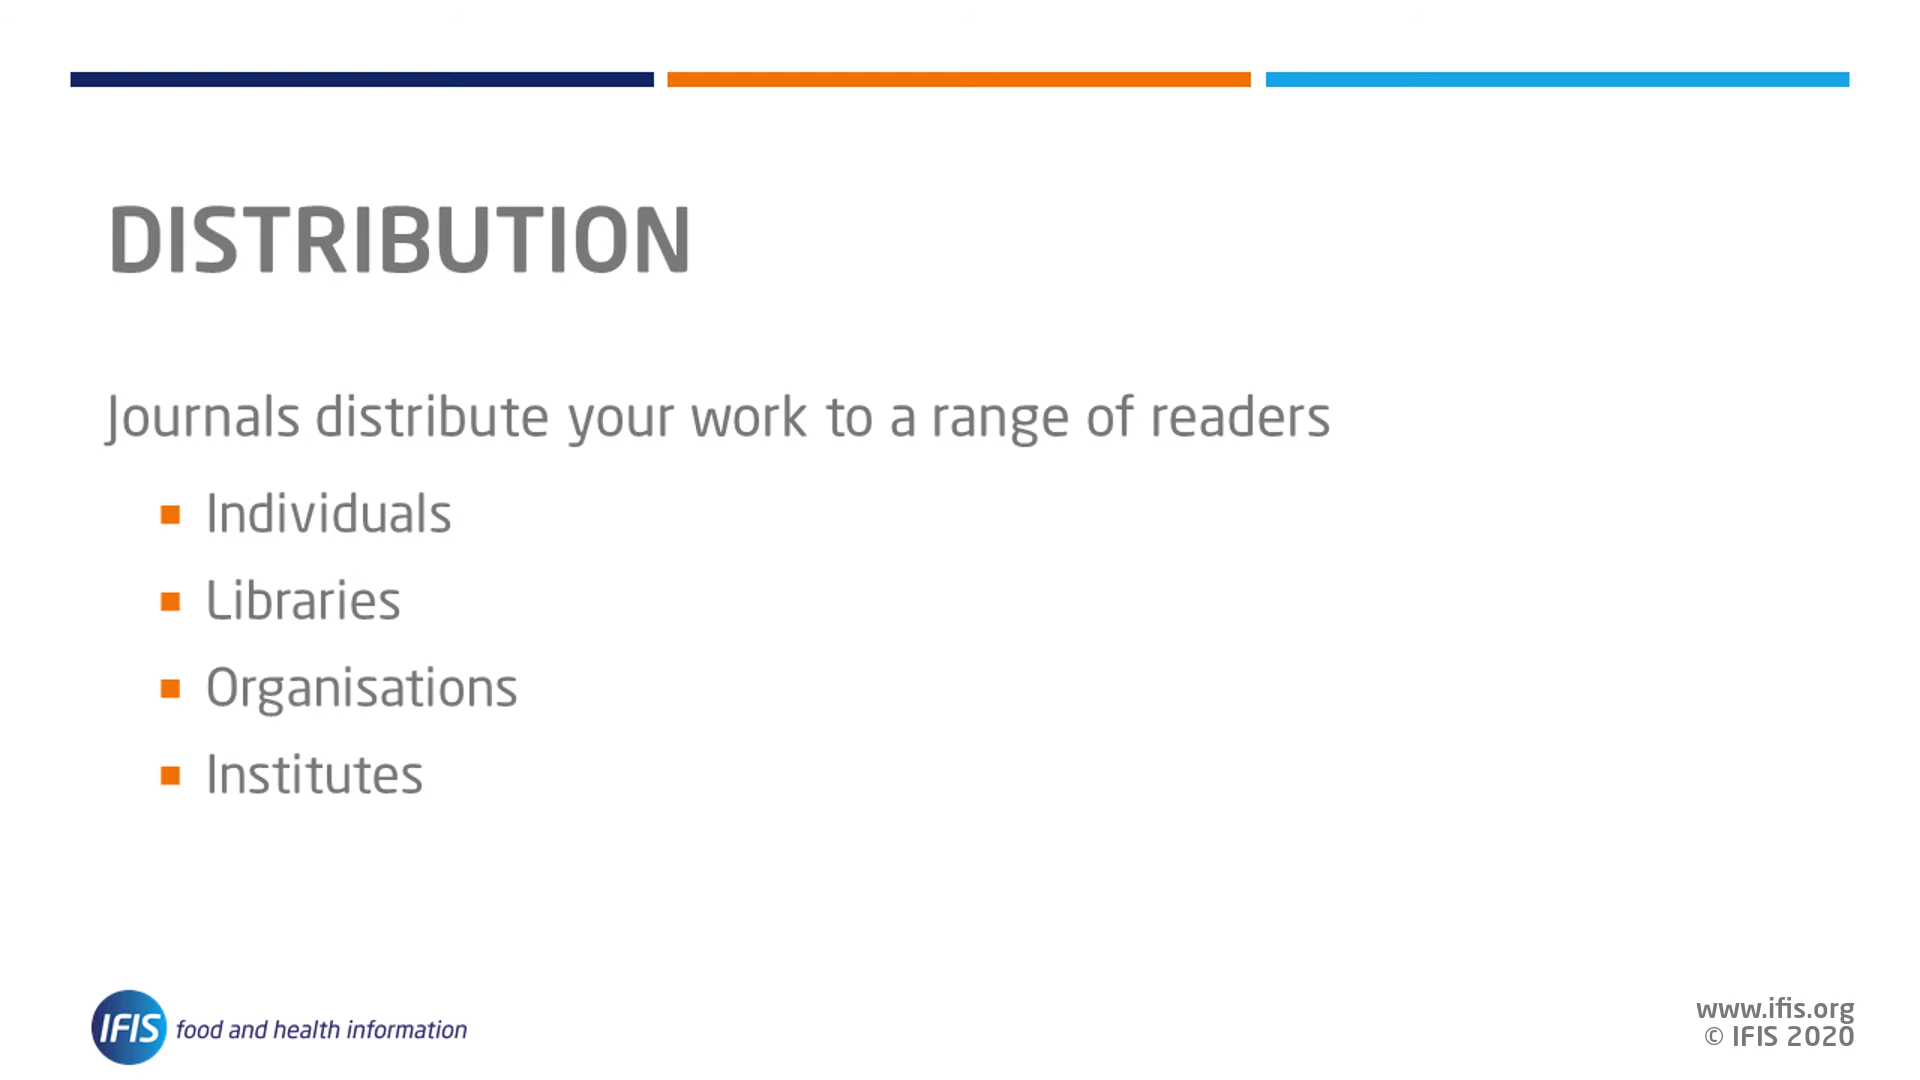 DISTRIBUTION
Journals distribute your work to a range of readers
Individuals
Libraries
Organisations
Institutes
IFIS food and health information
www.ifis.org
© IFIS 2020